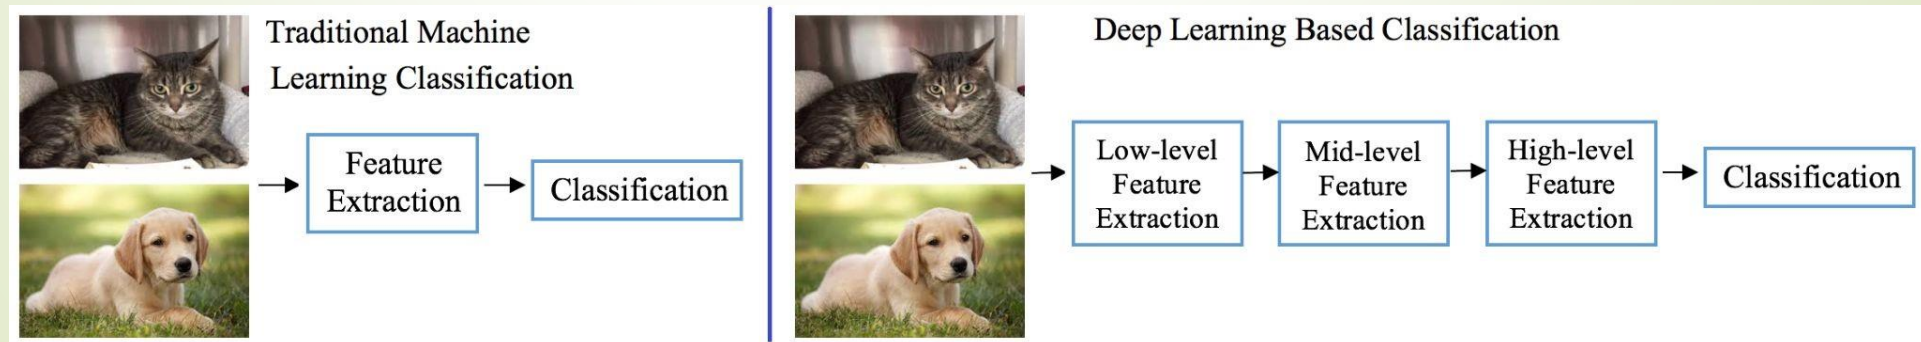 Traditional Machine
Learning Classification
Feature
Extraction
Classification
Deep Learning Based Classification
Low-level
Feature
Extraction
Mid-level
Feature
Extraction
High-level
Feature
Extraction
Classification